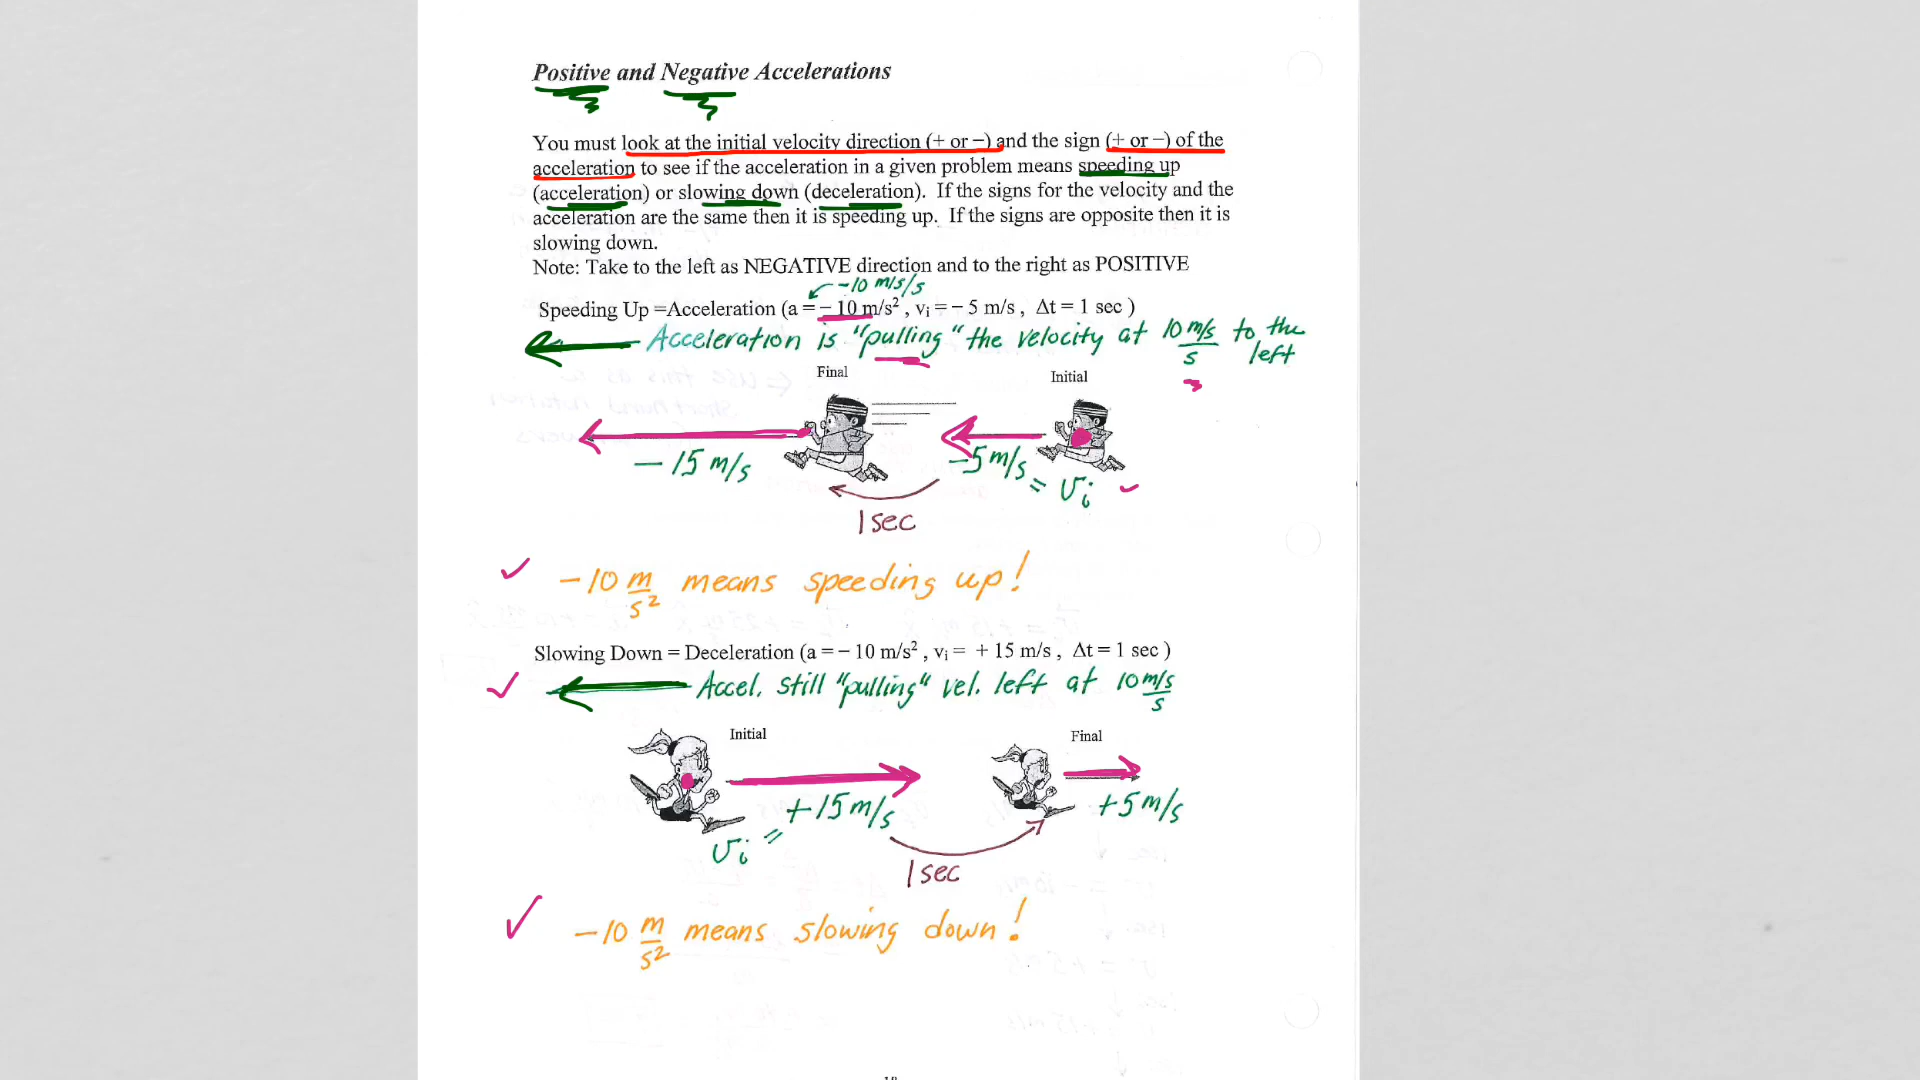 Positive and Negative Accelerations
You must look at the initial velocity direction (+ or −) and the sign (+ or −) of the
acceleration to see if the acceleration in a given problem means speeding up
(acceleration) or slowing down (deceleration).  If the signs for the velocity and the
acceleration are the same then it is speeding up.  If the signs are opposite then it is
slowing down.
Note: Take to the left as NEGATIVE direction and to the right as POSITIVE
−10 m/s/s
Speeding Up =Acceleration (a = − 10 m/s² , vᵢ = − 5 m/s ,  Δt = 1 sec )
Acceleration is "pulling" the velocity at 10 m/s/s to the left
Final
Initial
− 15 m/s
−5 m/s = vᵢ
1 sec
−10 m/s² means speeding up!
Slowing Down = Deceleration (a = − 10 m/s² , vᵢ =  + 15 m/s ,  Δt = 1 sec )
Accel. still "pulling" vel. left at 10 m/s/s
Initial
Final
+15 m/s
+5 m/s
vᵢ =
1 sec
−10 m/s² means slowing down!